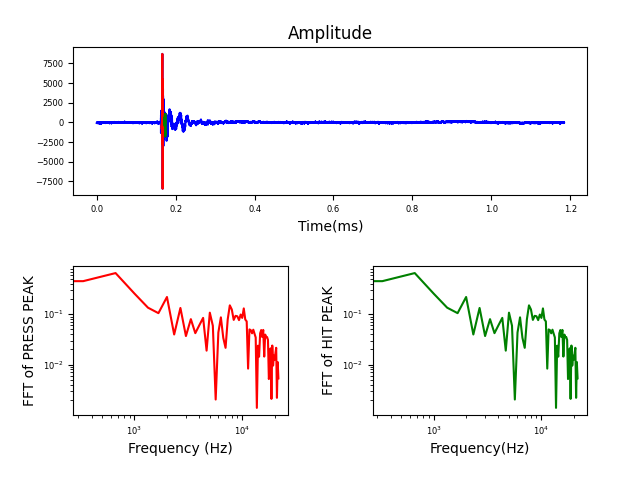 Amplitude
7500
5000
2500
0
−2500
−5000
−7500
0.0 0.2 0.4 0.6 0.8 1.0 1.2
Time(ms)
FFT of PRESS PEAK
10⁻¹
10⁻²
10³ 10⁴
Frequency (Hz)
FFT of HIT PEAK
10⁻¹
10⁻²
10³ 10⁴
Frequency(Hz)